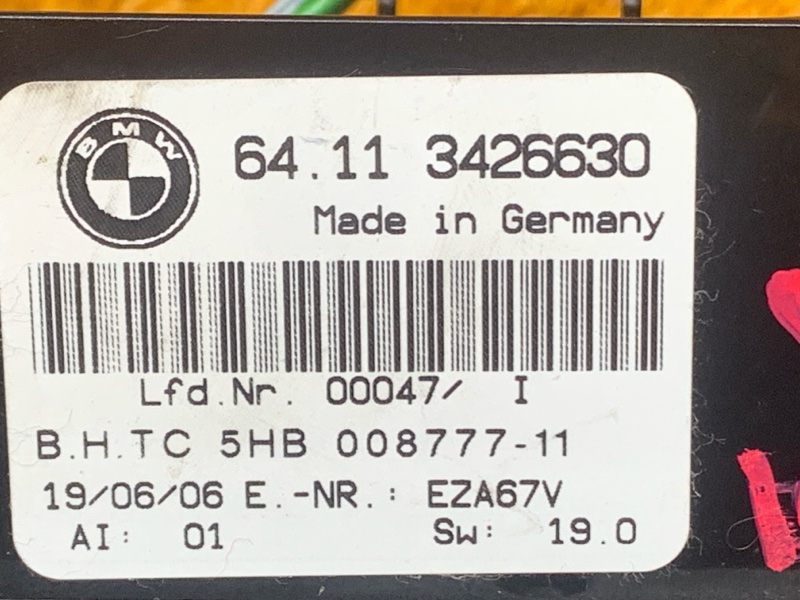 BMW
64.11 3426630
Made in Germany
Lfd.Nr. 00047/ I
B.H.TC 5HB 008777-11
19/06/06 E.-NR.: EZA67V
AI: 01 Sw: 19.0